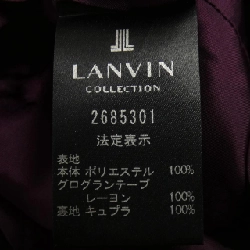 LANVIN
COLLECTION
2685301
法定表示
表地
本体 ポリエステル 100%
グログランテープ
レーヨン 100%
裏地 キュプラ 100%